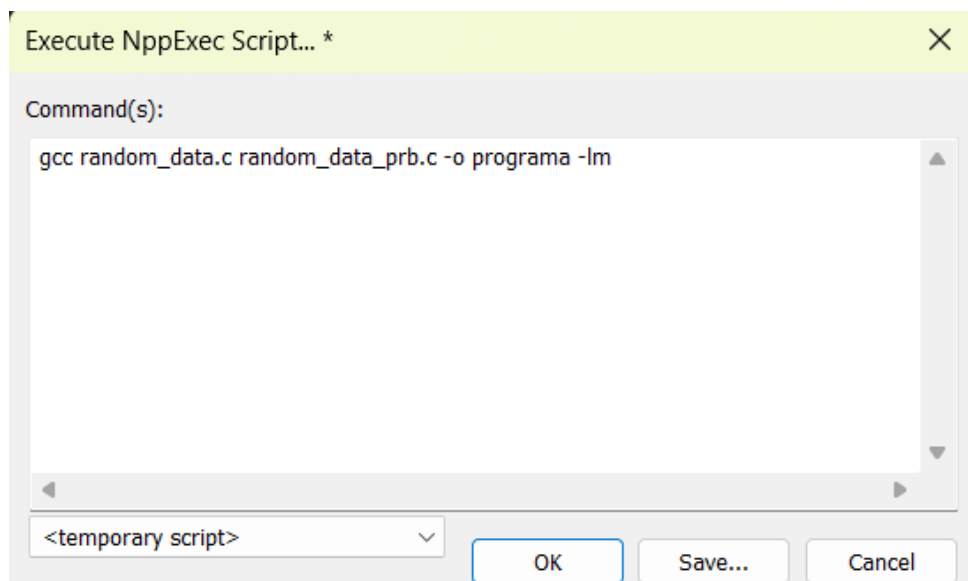 Execute NppExec Script... *
Command(s):
gcc random_data.c random_data_prb.c -o programa -lm
<temporary script>
OK
Save...
Cancel